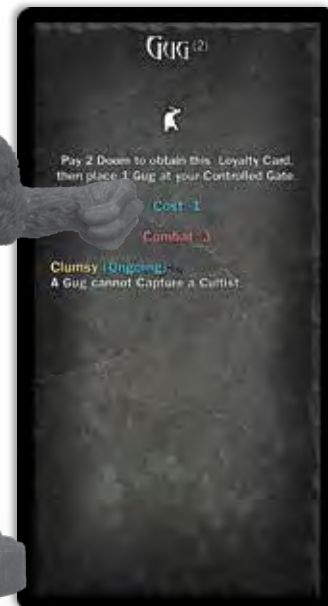 Gug (2)
Pay 2 Doom to obtain this Loyalty Card,
then place 1 Gug at your Controlled Gate.
Cost: 1
Combat: 3
Clumsy (Ongoing)
A Gug cannot Capture a Cultist.